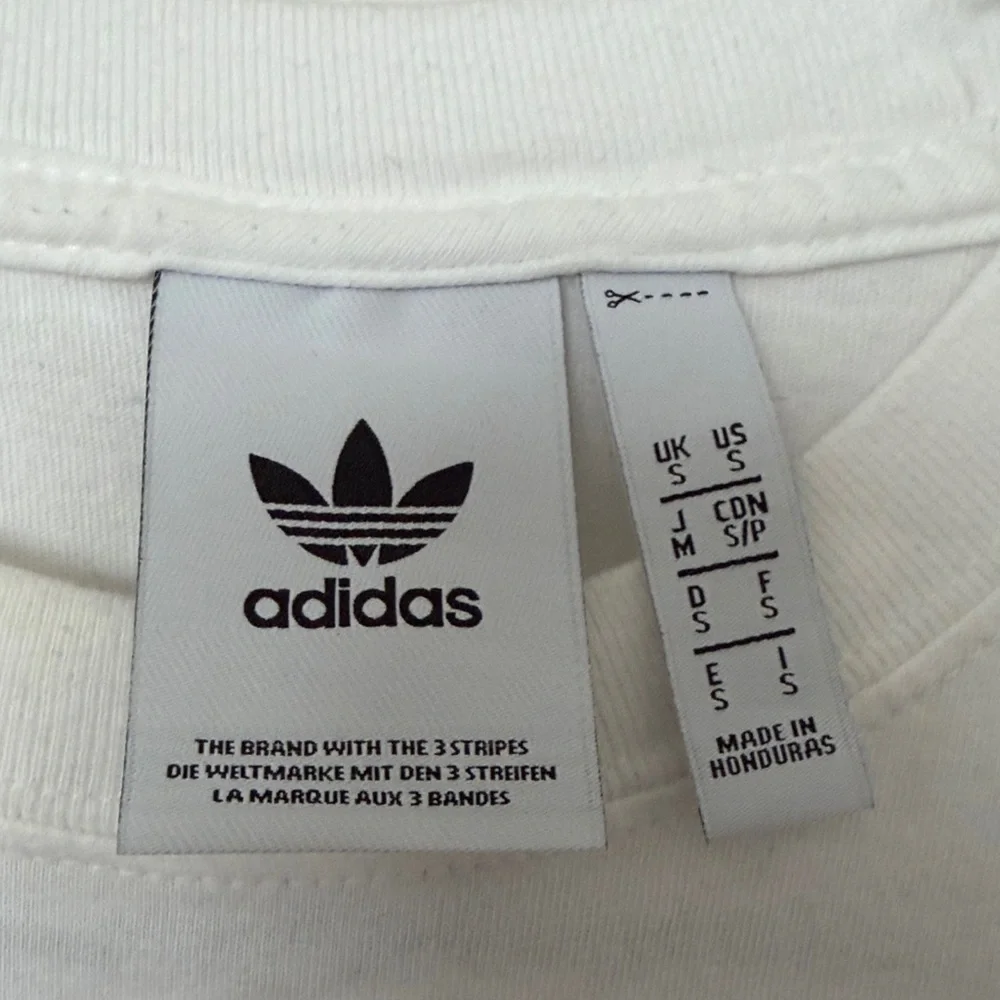 adidas
THE BRAND WITH THE 3 STRIPES
DIE WELTMARKE MIT DEN 3 STREIFEN
LA MARQUE AUX 3 BANDES
UK US
S S
J CDN
M S/P
D F
S S
ES I
S S
MADE IN
HONDURAS